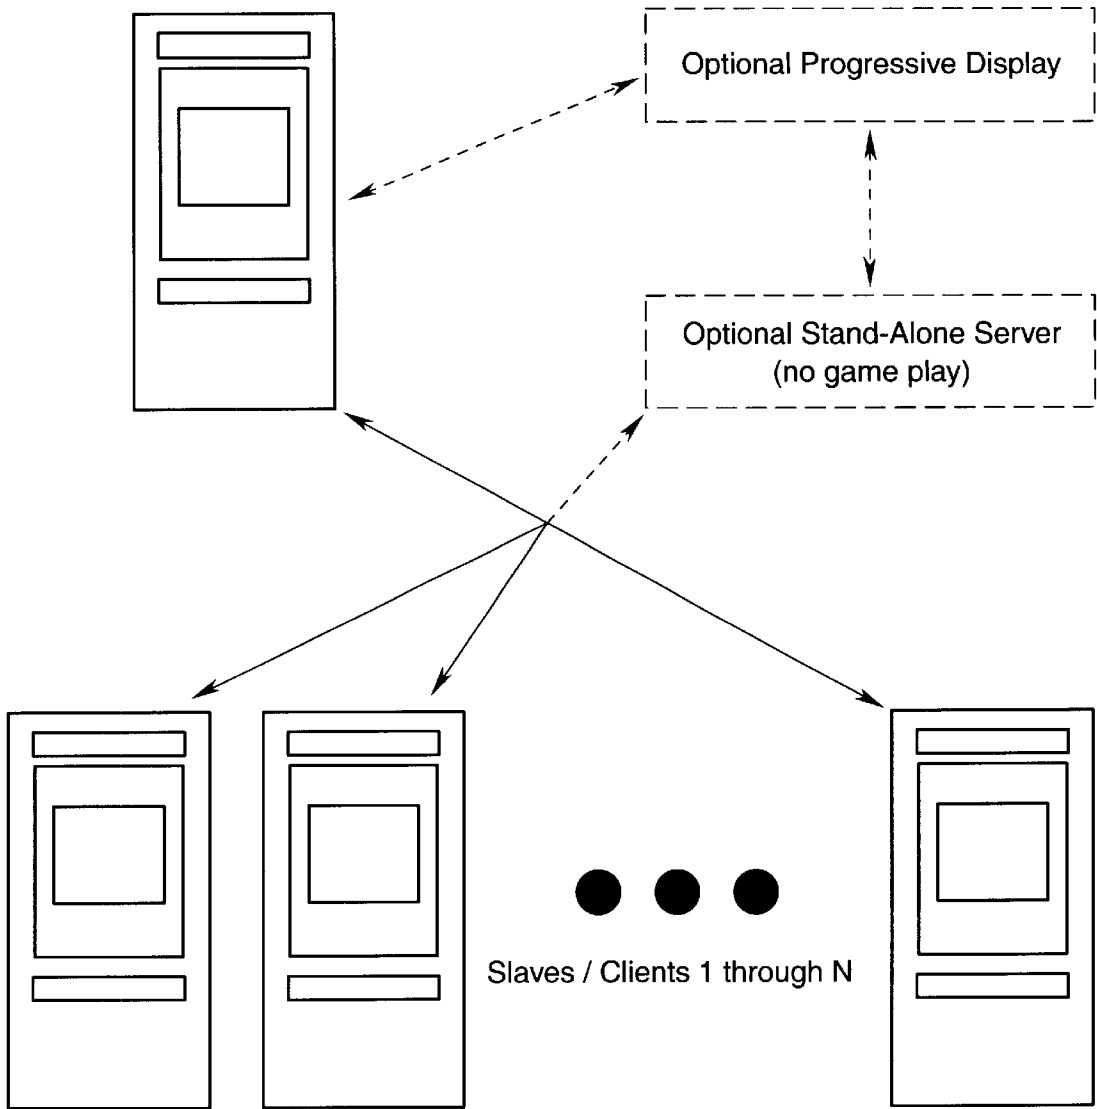 Optional Progressive Display
Optional Stand-Alone Server
(no game play)
Slaves / Clients 1 through N